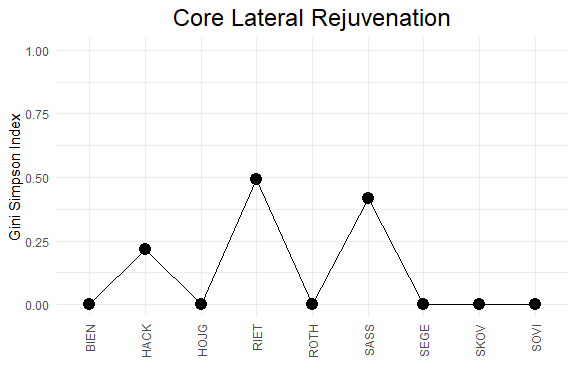 Core Lateral Rejuvenation
Gini Simpson Index
1.00
0.75
0.50
0.25
0.00
BIEN
HACK
HOJG
RIET
ROTH
SASS
SEGE
SKOV
SOVI